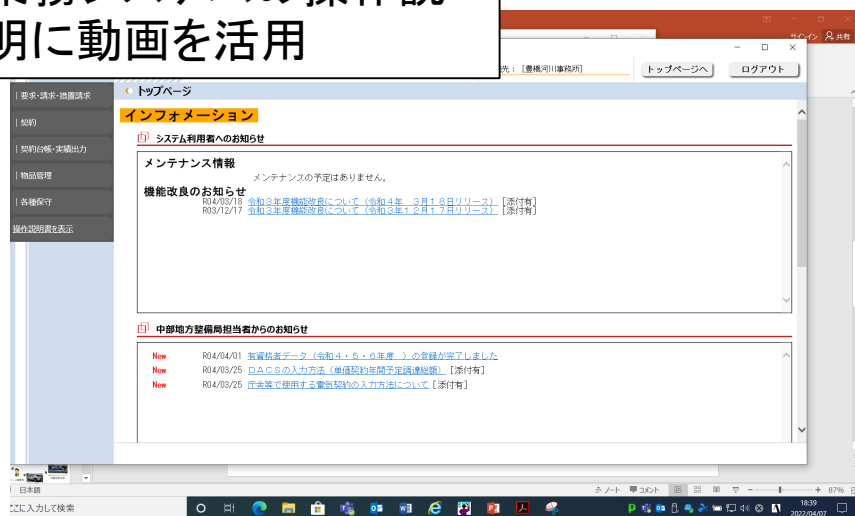 明に動画を活用
サインイン 共有
先： [豊橋河川事務所]
トップページへ
ログアウト
トップページ
要求・請求・措置請求
契約
契約台帳・実績出力
物品管理
各種保守
操作説明書を表示
インフォメーション
システム利用者へのお知らせ
メンテナンス情報
メンテナンスの予定はありません。
機能改良のお知らせ
R04/03/18 令和３年度機能改良について（令和４年　３月１８日リリース） [添付有]
R03/12/17 令和３年度機能改良について（令和３年１２月１７日リリース） [添付有]
中部地方整備局担当者からのお知らせ
New R04/04/01 有資格者データ（令和４・５・６年度　）の登録が完了しました
New R04/03/25 ＤＡＣＳの入力方法（単価契約年間予定調達総額） [添付有]
New R04/03/25 庁舎等で使用する電気契約の入力方法について [添付有]
日本語
ノート コメント 87%
ここに入力して検索
18:39
2022/04/07